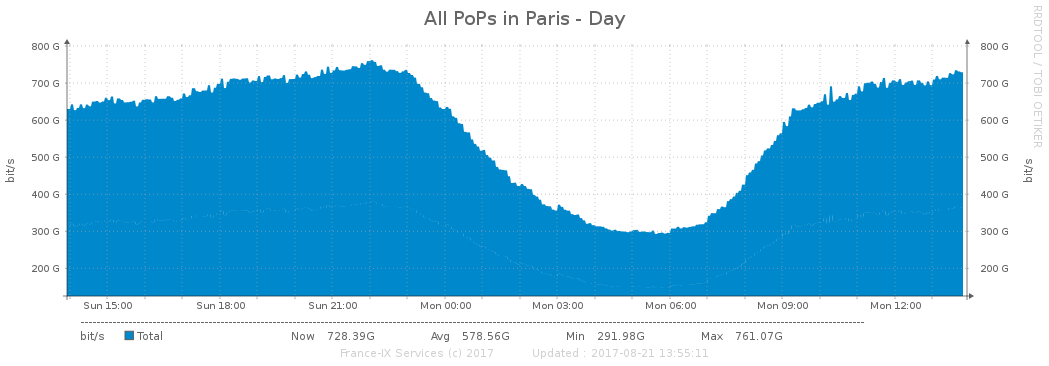 All PoPs in Paris - Day
RRDTOOL / TOBI OETIKER
800 G 800 G
700 G 700 G
600 G 600 G
500 G 500 G
bit/s bit/s
400 G 400 G
300 G 300 G
200 G 200 G
Sun 15:00 Sun 18:00 Sun 21:00 Mon 00:00 Mon 03:00 Mon 06:00 Mon 09:00 Mon 12:00
bit/s Total Now 728.39G Avg 578.56G Min 291.98G Max 761.07G
France-IX Services (c) 2017 Updated : 2017-08-21 13:55:11